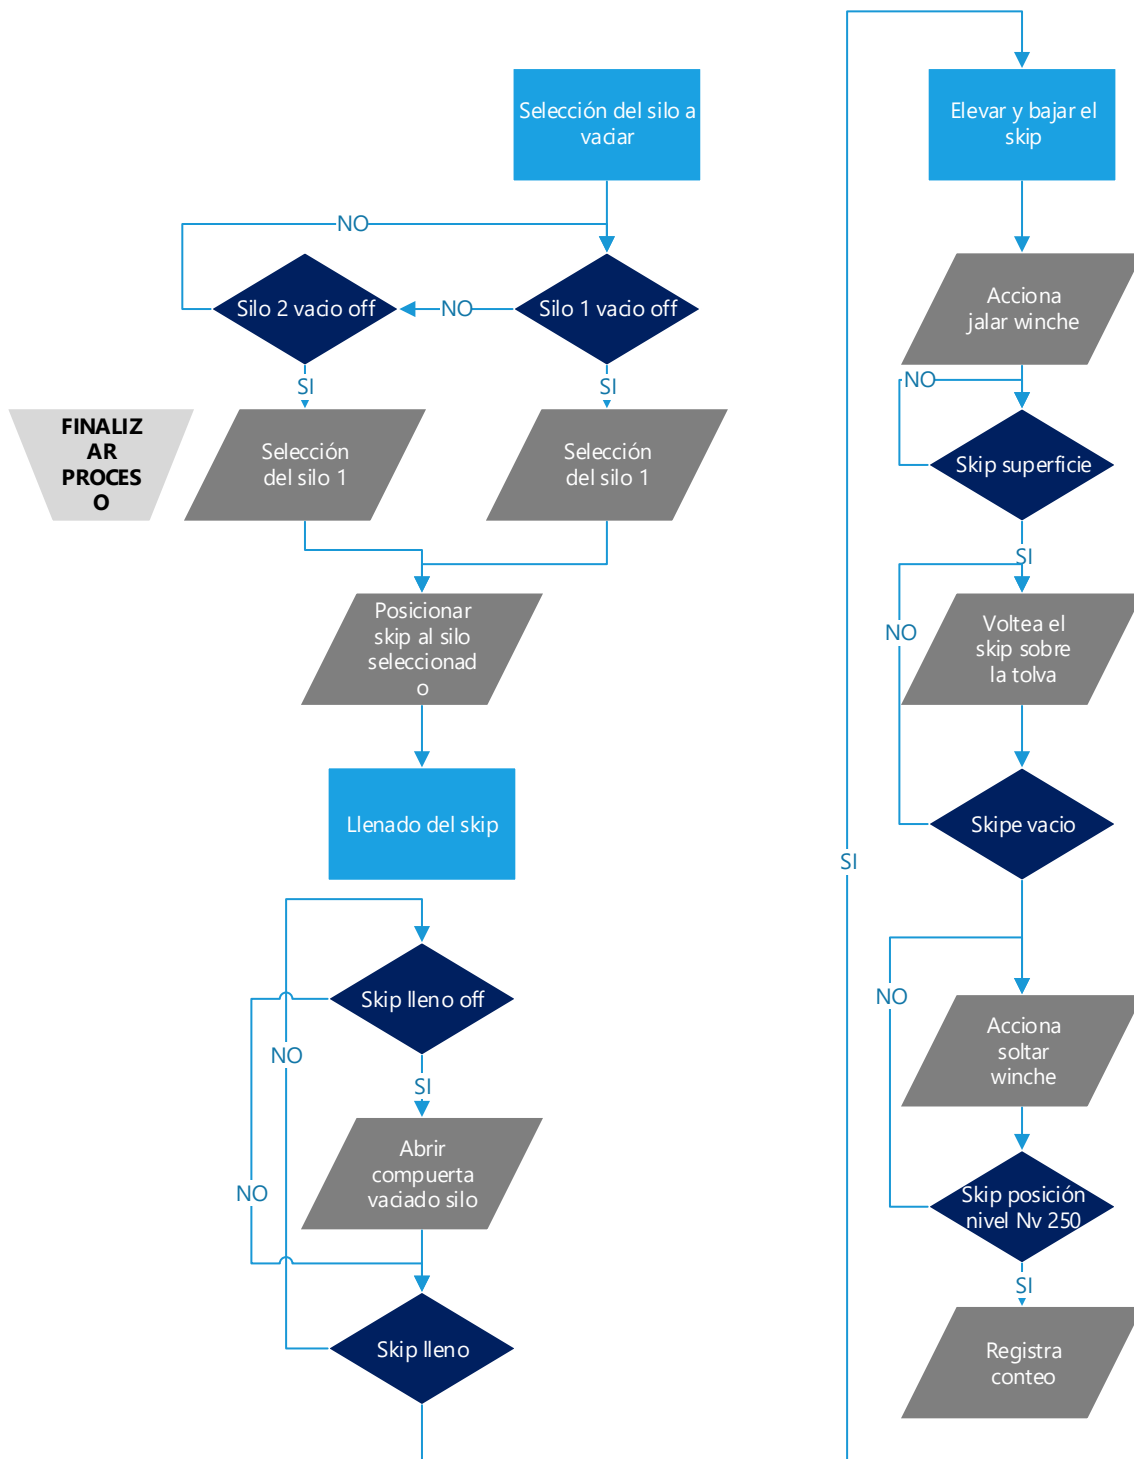 Selección del silo a
vaciar
NO
Silo 2 vacio off
NO
Silo 1 vacio off
SI
SI
FINALIZ
AR
PROCES
O
Selección
del silo 1
Selección
del silo 1
Posicionar
skip al silo
seleccionad
o
Llenado del skip
Skip lleno off
NO
SI
Abrir
compuerta
vaciado silo
NO
Skip lleno
SI
Elevar y bajar el
skip
Acciona
jalar winche
NO
Skip superficie
SI
NO
Voltea el
skip sobre
la tolva
Skipe vacio
NO
Acciona
soltar
winche
Skip posición
nivel Nv 250
SI
Registra
conteo